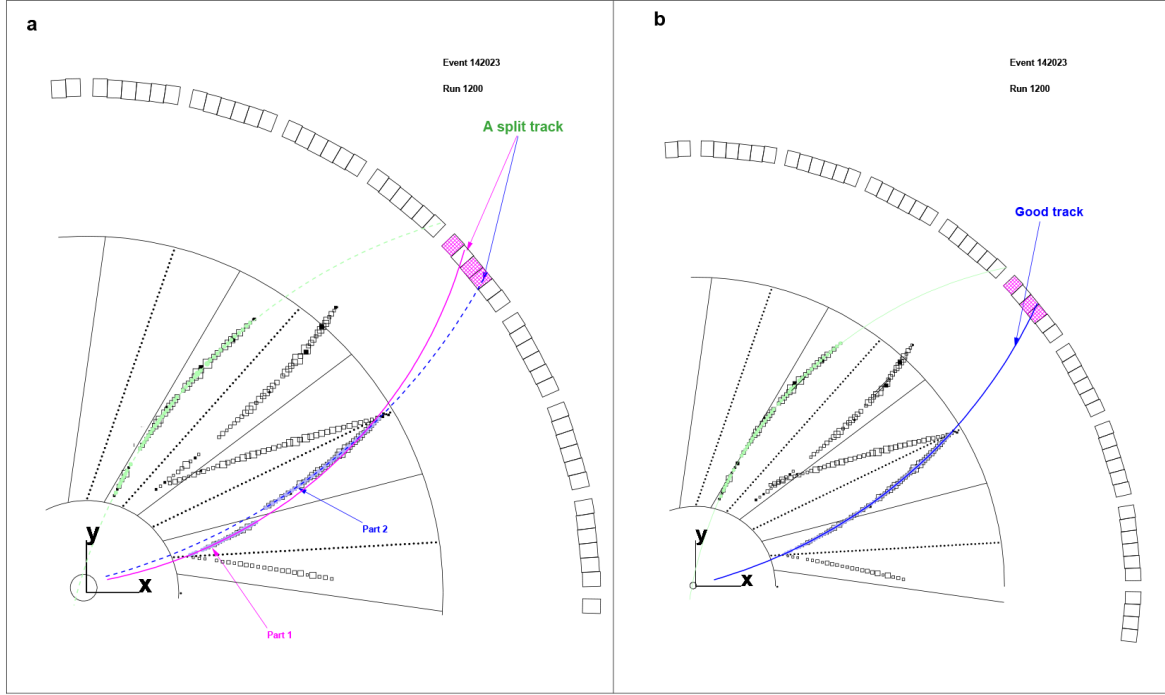 a
Event 142023
Run 1200
A split track
Part 2
y
x
Part 1
b
Event 142023
Run 1200
Good track
y
x